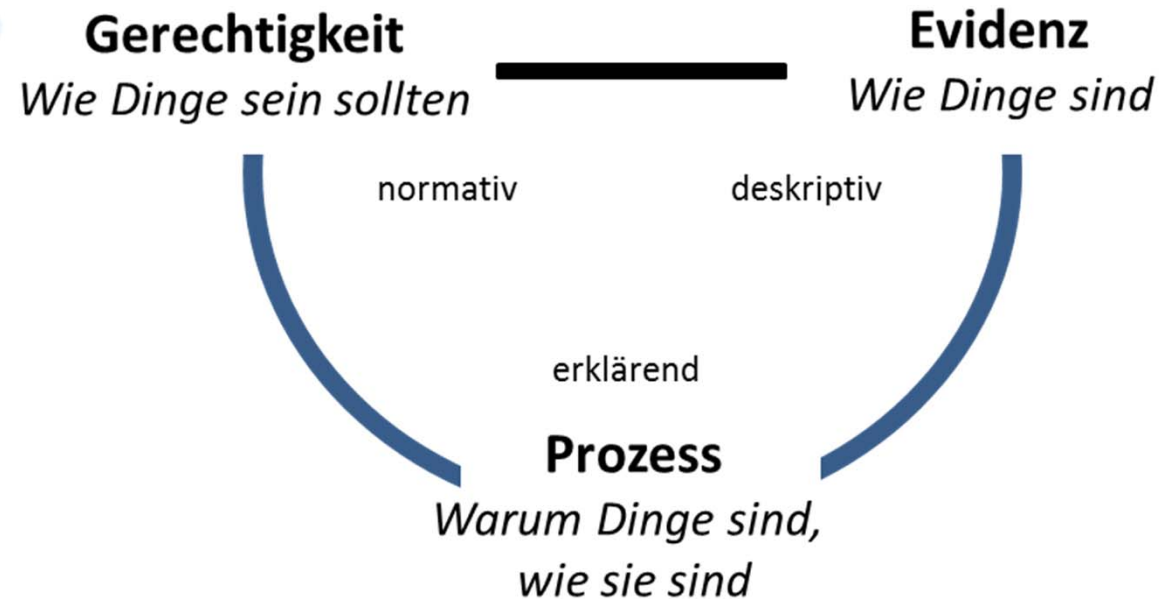 Gerechtigkeit
Wie Dinge sein sollten
Evidenz
Wie Dinge sind
normativ
deskriptiv
erklärend
Prozess
Warum Dinge sind,
wie sie sind